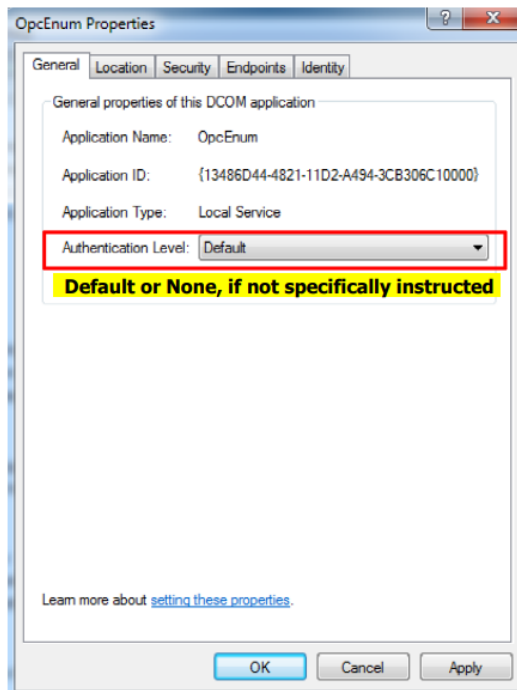 OpcEnum Properties
?
X
General Location Security Endpoints Identity
General properties of this DCOM application
Application Name: OpcEnum
Application ID: {13486D44-4821-11D2-A494-3CB306C10000}
Application Type: Local Service
Authentication Level: Default
Default or None, if not specifically instructed
Learn more about setting these properties.
OK Cancel Apply